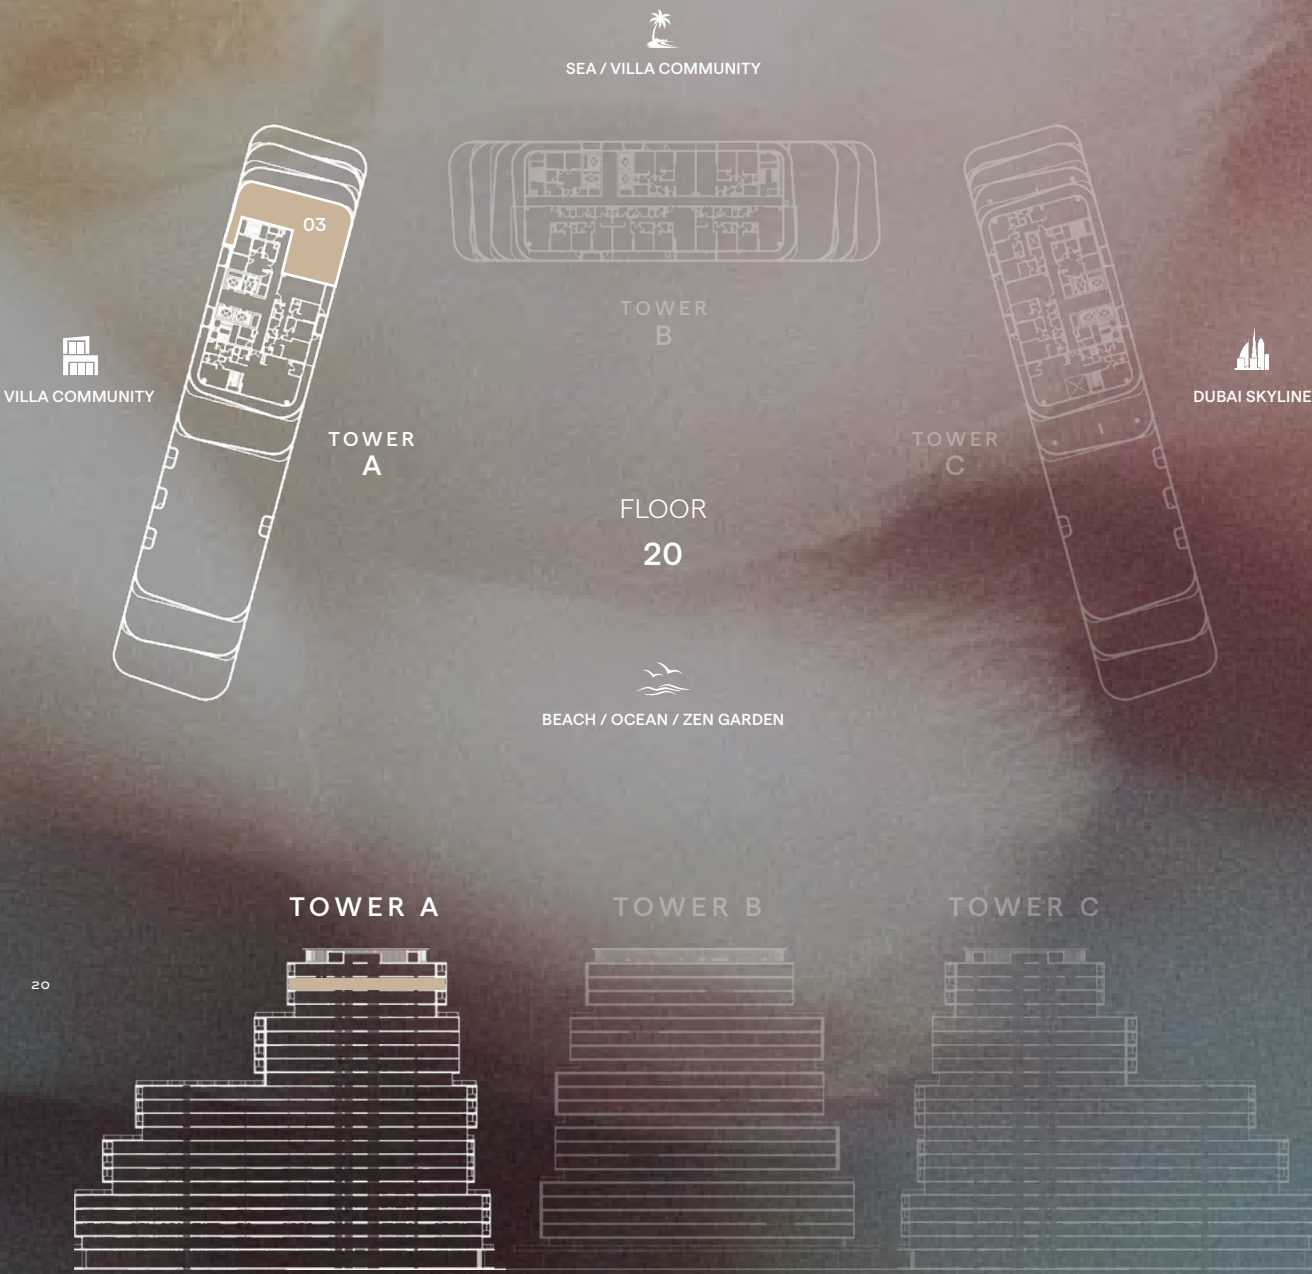 SEA / VILLA COMMUNITY
03
TOWER
B
VILLA COMMUNITY
DUBAI SKYLINE
TOWER
A
TOWER
C
FLOOR
20
BEACH / OCEAN / ZEN GARDEN
TOWER A
TOWER B
TOWER C
20